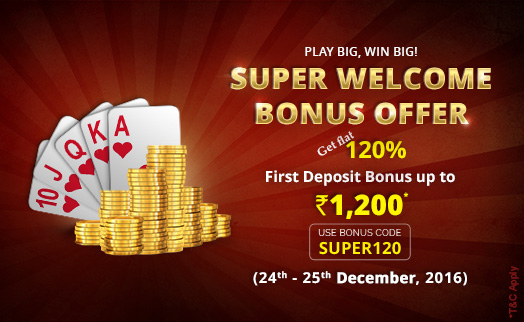 PLAY BIG, WIN BIG!
SUPER WELCOME
BONUS OFFER
Get flat 120%
First Deposit Bonus up to
₹1,200*
USE BONUS CODE
SUPER120
(24th - 25th December, 2016)
10 J Q K A
*T&C Apply